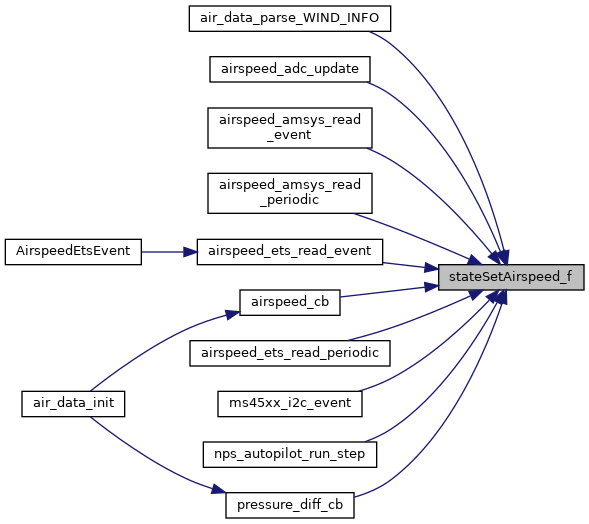 air_data_parse_WIND_INFO
airspeed_adc_update
airspeed_amsys_read
_event
airspeed_amsys_read
_periodic
AirspeedEtsEvent
airspeed_ets_read_event
stateSetAirspeed_f
airspeed_cb
airspeed_ets_read_periodic
air_data_init
ms45xx_i2c_event
nps_autopilot_run_step
pressure_diff_cb